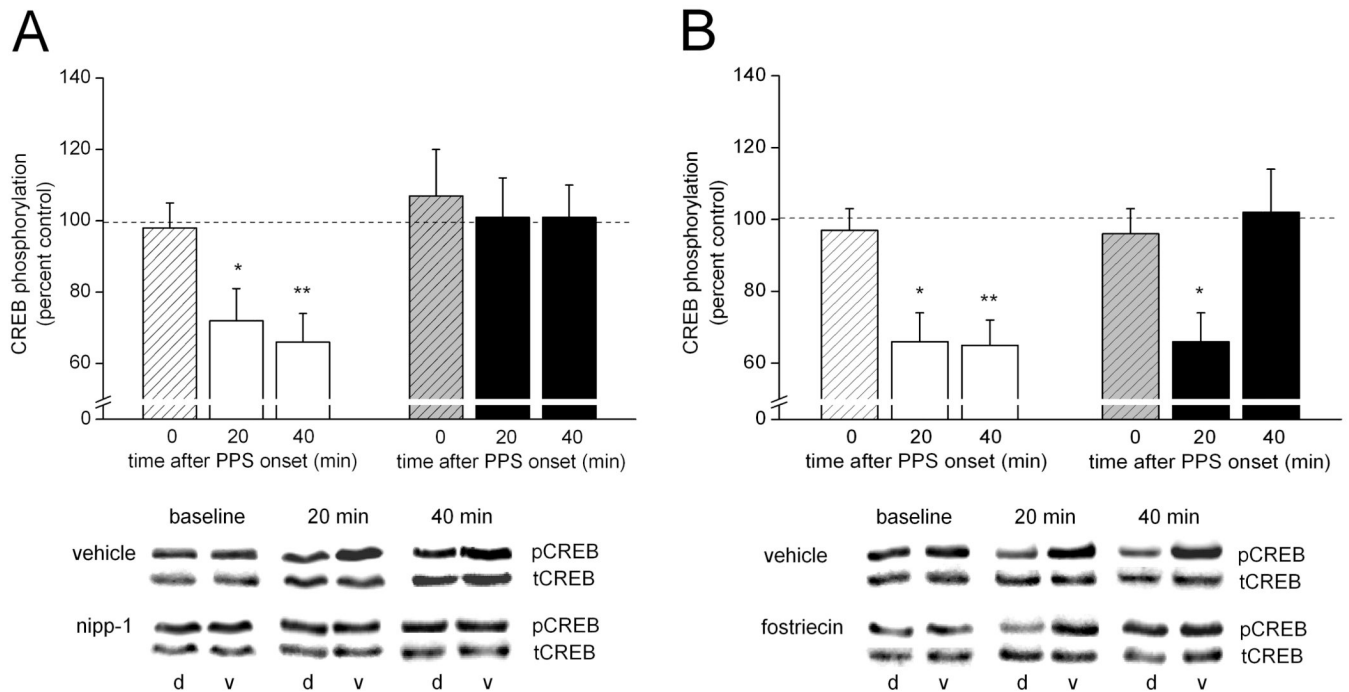 A
B
CREB phosphorylation
(percent control)
140
120
100
80
60
0
*
**
0 20 40
time after PPS onset (min)
0 20 40
time after PPS onset (min)
CREB phosphorylation
(percent control)
140
120
100
80
60
0
*
**
*
0 20 40
time after PPS onset (min)
0 20 40
time after PPS onset (min)
baseline 20 min 40 min
vehicle pCREB
tCREB
nipp-1 pCREB
tCREB
d v d v d v
baseline 20 min 40 min
vehicle pCREB
tCREB
fostriecin pCREB
tCREB
d v d v d v